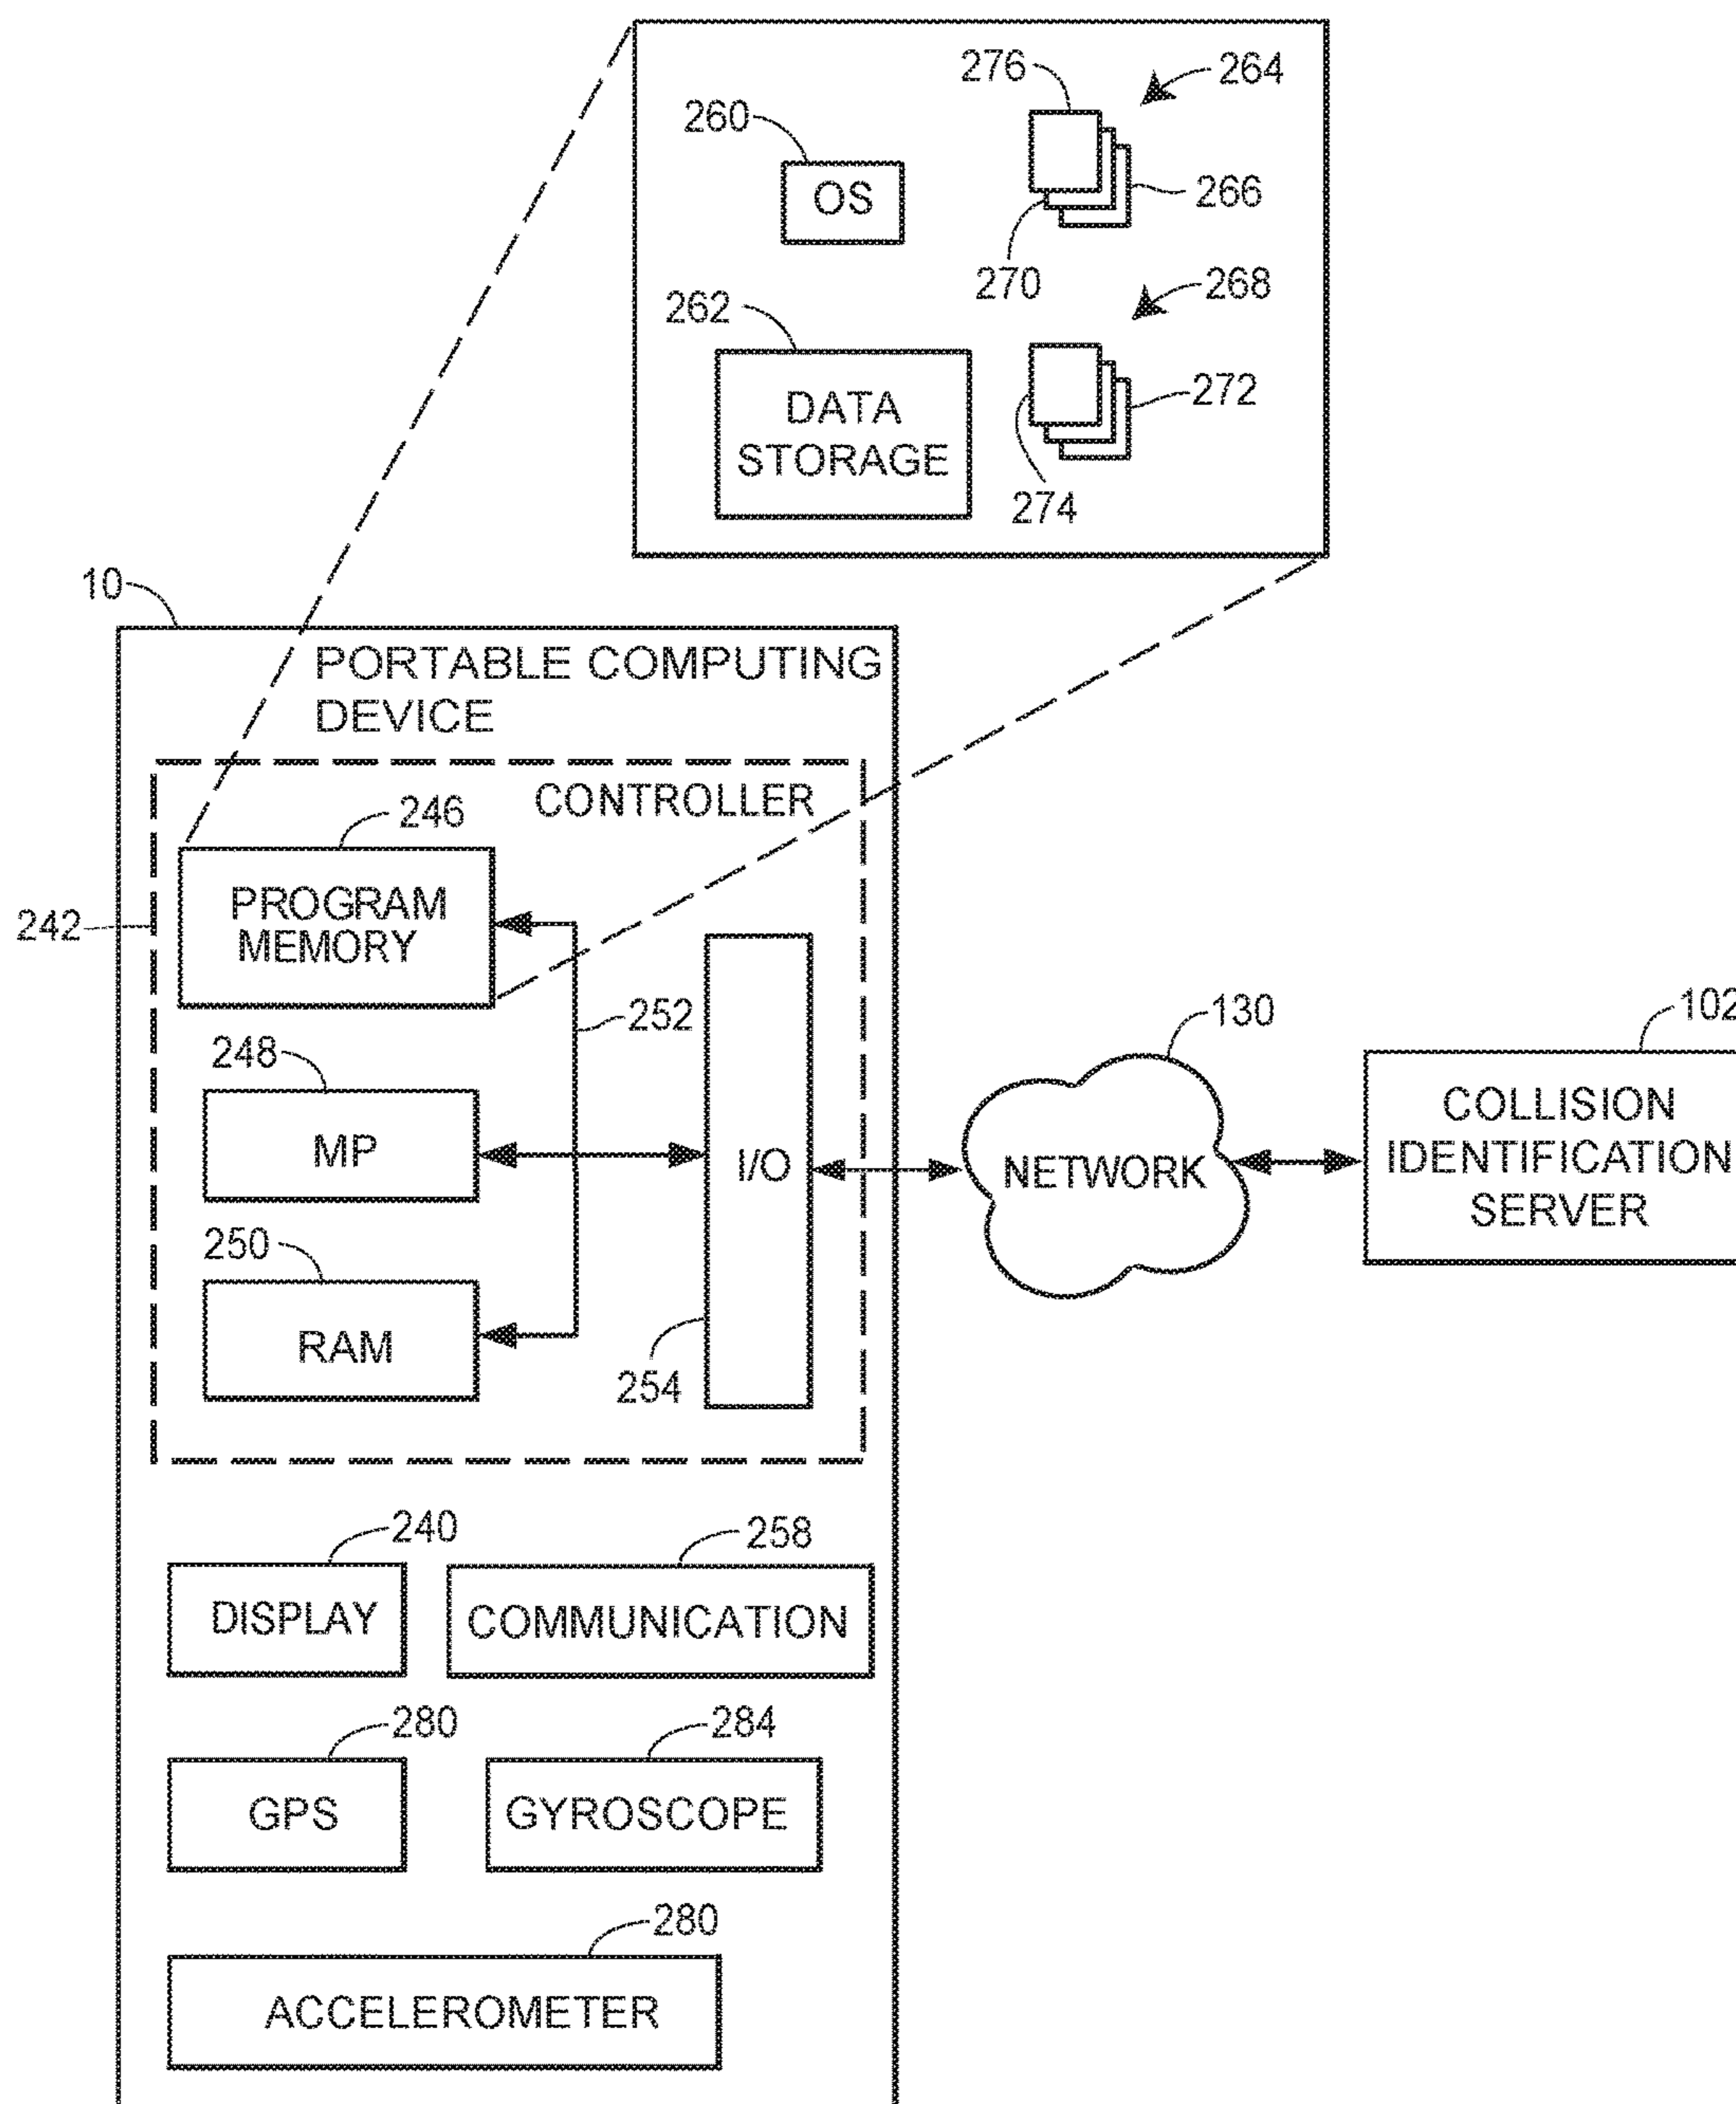 276
264
260
OS
266
270
268
262
DATA
STORAGE
272
274
10
PORTABLE COMPUTING
DEVICE
CONTROLLER
246
PROGRAM
MEMORY
242
252
130
102
248
MP
I/O
NETWORK
COLLISION
IDENTIFICATION
SERVER
250
RAM
254
240
258
DISPLAY
COMMUNICATION
280
284
GPS
GYROSCOPE
280
ACCELEROMETER